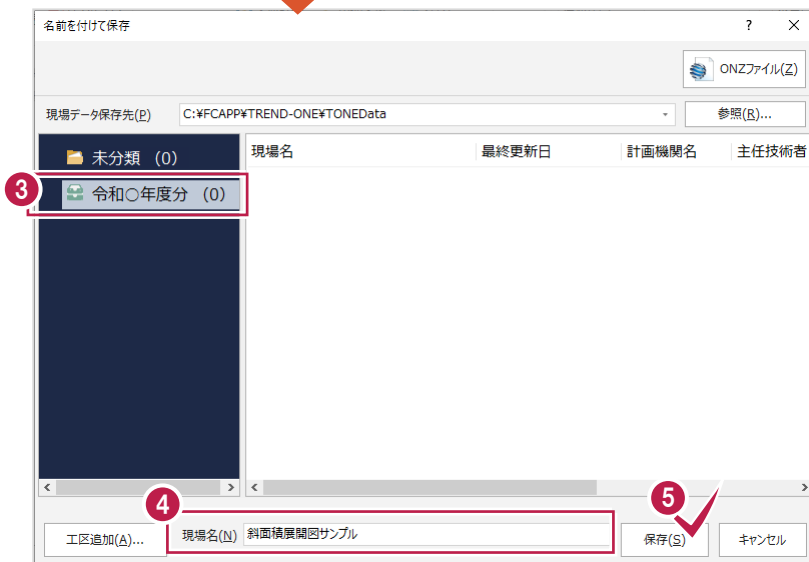 名前を付けて保存 ? ×
ONZファイル(Z)
現場データ保存先(P) C:¥FCAPP¥TREND-ONE¥TONEData 参照(R)...
未分類 (0) 現場名 最終更新日 計画機関名 主任技術者
3 令和○年度分 (0)
4 5
工区追加(A)... 現場名(N) 斜面積展開図サンプル 保存(S) キャンセル